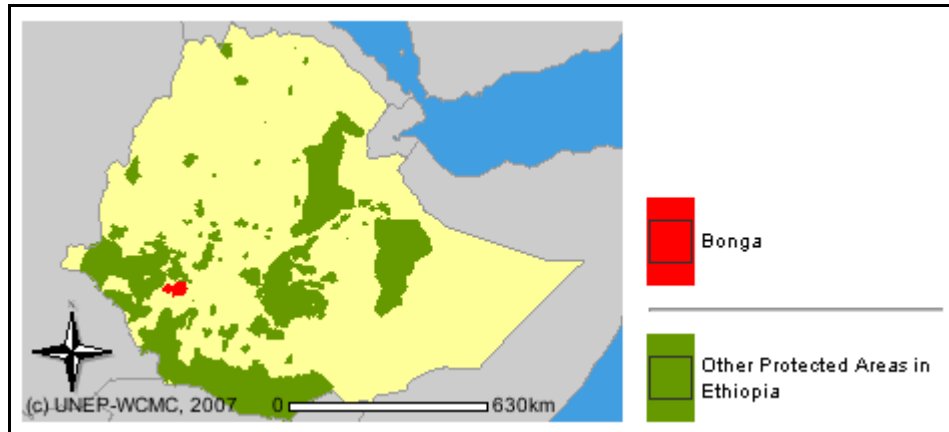 Bonga
Other Protected Areas in
Ethiopia
N
(c) UNEP-WCMC, 2007 0 630km